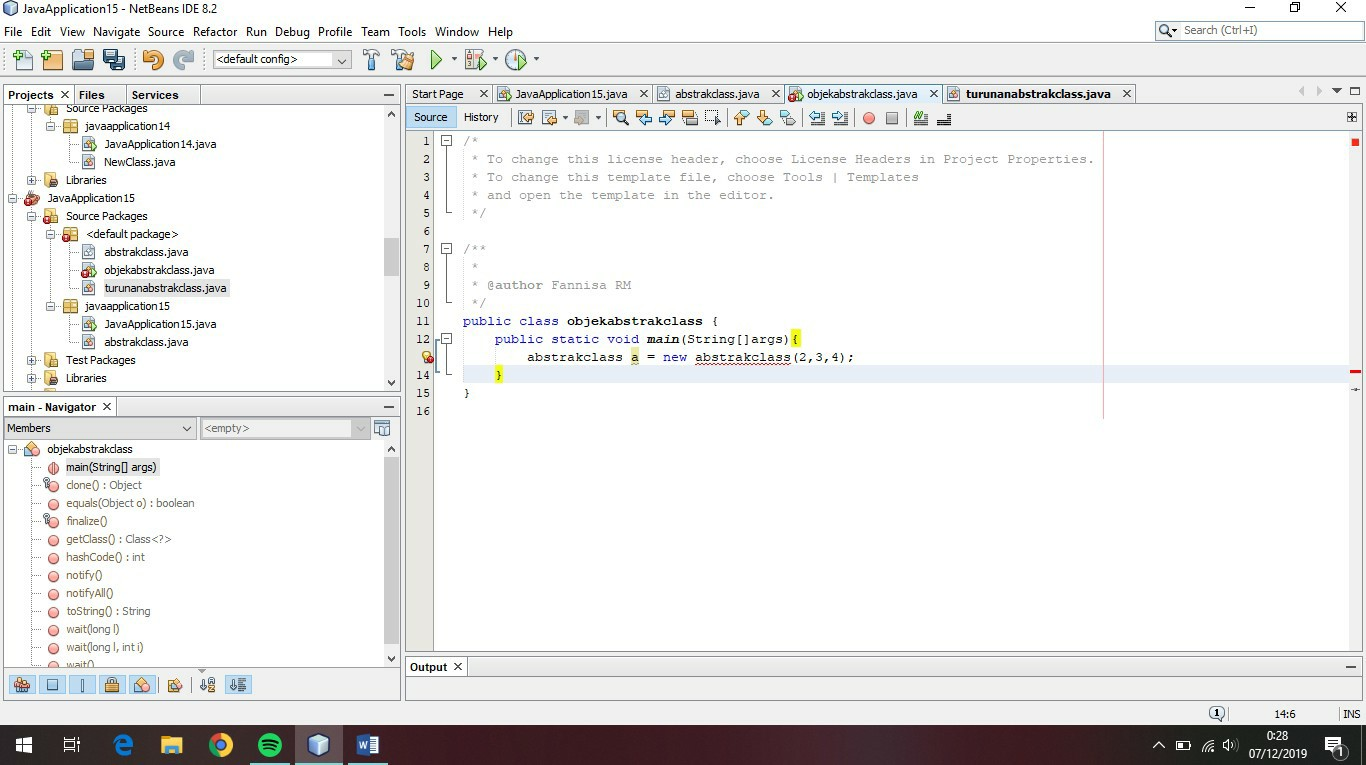 JavaApplication15 - NetBeans IDE 8.2
File Edit View Navigate Source Refactor Run Debug Profile Team Tools Window Help
Search (Ctrl+I)
<default config>
Projects Files Services
Source Packages
javaapplication14
JavaApplication14.java
NewClass.java
Libraries
JavaApplication15
Source Packages
<default package>
abstrakclass.java
objekabstrakclass.java
turunanabstrakclass.java
javaapplication15
JavaApplication15.java
abstrakclass.java
Test Packages
Libraries
main - Navigator
Members
<empty>
objekabstrakclass
main(String[] args)
clone() : Object
equals(Object o) : boolean
finalize()
getClass() : Class<?>
hashCode() : int
notify()
notifyAll()
toString() : String
wait(long l)
wait(long l, int i)
wait()
Start Page JavaApplication15.java abstrakclass.java objekabstrakclass.java turunanabstrakclass.java
Source History
1 /*
2 * To change this license header, choose License Headers in Project Properties.
3 * To change this template file, choose Tools | Templates
4 * and open the template in the editor.
5 */
6
7 /**
8 *
9 * @author Fannisa RM
10 */
11 public class objekabstrakclass {
12 public static void main(String[]args){
abstrakclass a = new abstrakclass(2,3,4);
14 }
15 }
16
Output
1 14:6 INS
0:28
07/12/2019
1